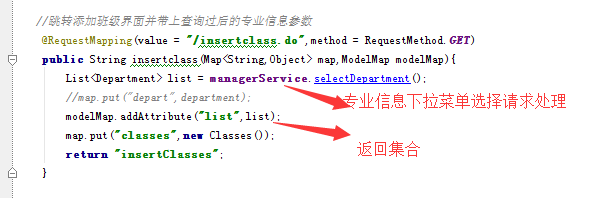 //跳转添加班级界面并带上查询过后的专业信息参数
@RequestMapping(value = "/insertclass.do",method = RequestMethod.GET)
public String insertclass(Map<String,Object> map,ModelMap modelMap){
List<Department> list = managerService.selectDepartment();
//map.put("depart",department);
专业信息下拉菜单选择请求处理
modelMap.addAttribute("list",list);
map.put("classes",new Classes());
返回集合
return "insertClasses";
}